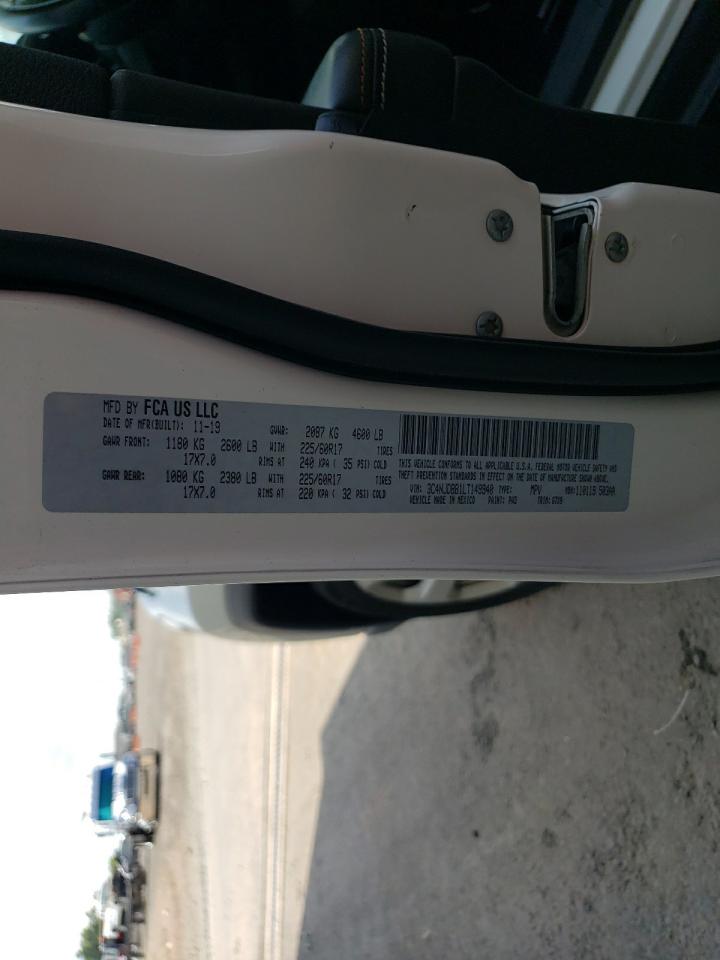 MFD BY FCA US LLC
DATE OF MFR(BUILT): 11-19 GVWR: 2087 KG 4600 LB
GAWR FRONT: 1180 KG 2600 LB WITH 225/60R17 TIRES
17X7.0 RIMS AT 240 KPA ( 35 PSI) COLD
GAWR REAR: 1080 KG 2380 LB WITH 225/60R17 TIRES
17X7.0 RIMS AT 220 KPA ( 32 PSI) COLD
THIS VEHICLE CONFORMS TO ALL APPLICABLE U.S.A. FEDERAL MOTOR VEHICLE SAFETY AND
THEFT PREVENTION STANDARDS IN EFFECT ON THE DATE OF MANUFACTURE SHOWN ABOVE.
VIN: 3C4NJDBB1LT149940 TYPE: MPV
VEHICLE MADE IN MEXICO PAINT: TRIM: